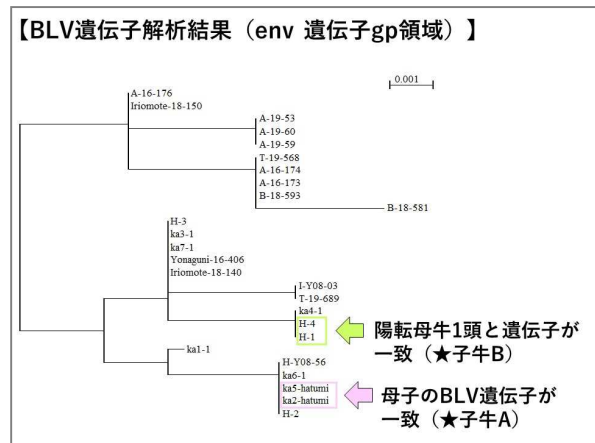 【BLV遺伝子解析結果（env 遺伝子gp領域）】
0.001
A-16-176
Iriomote-18-150
A-19-53
A-19-60
A-19-59
T-19-568
A-16-174
A-16-173
B-18-593
B-18-581
H-3
ka3-1
ka7-1
Yonaguni-16-406
Iriomote-18-140
I-Y08-03
T-19-689
ka4-1
H-4
H-1
陽転母牛1頭と遺伝子が
一致（★子牛B）
ka1-1
H-Y08-56
ka6-1
ka5-hatumi
ka2-hatumi
H-2
母子のBLV遺伝子が
一致（★子牛A）